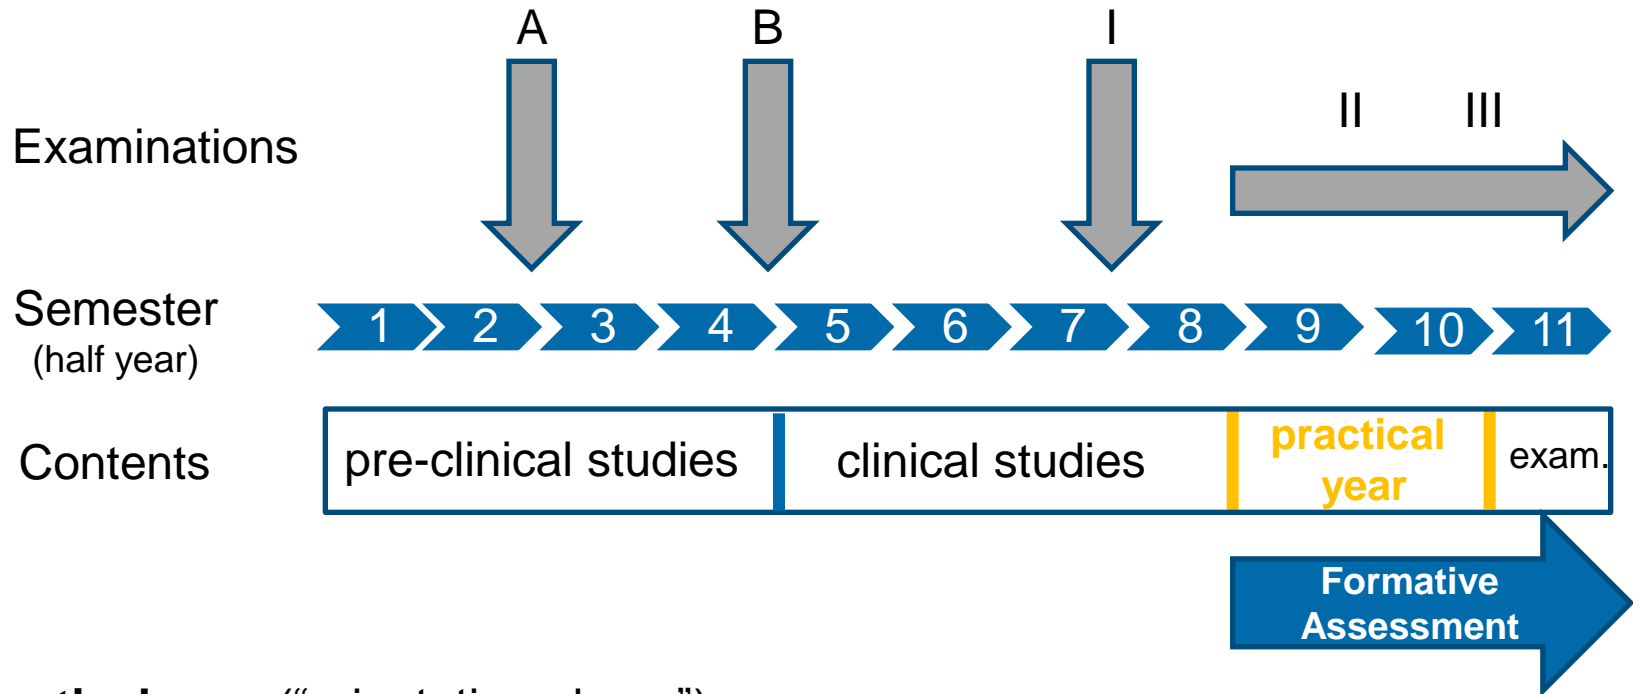 A B I
II III
Examinations
Semester
(half year)
1 2 3 4 5 6 7 8 9 10 11
Contents
pre-clinical studies
clinical studies
practical
year
exam.
Formative
Assessment